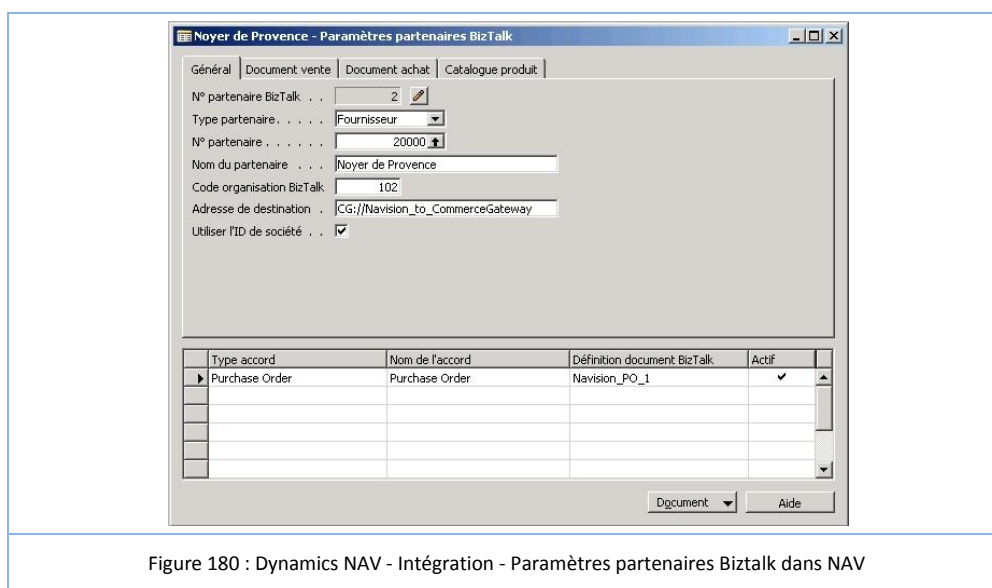 Noyer de Provence - Paramètres partenaires BizTalk
Général Document vente Document achat Catalogue produit
N° partenaire BizTalk . . 2
Type partenaire. . . . . Fournisseur
N° partenaire . . . . . . 20000
Nom du partenaire . . . Noyer de Provence
Code organisation BizTalk 102
Adresse de destination . CG://Navision_to_CommerceGateway
Utiliser l'ID de société . .
Type accord Nom de l'accord Définition document BizTalk Actif
Purchase Order Purchase Order Navision_PO_1
Document Aide
Figure 180 : Dynamics NAV - Intégration - Paramètres partenaires Biztalk dans NAV